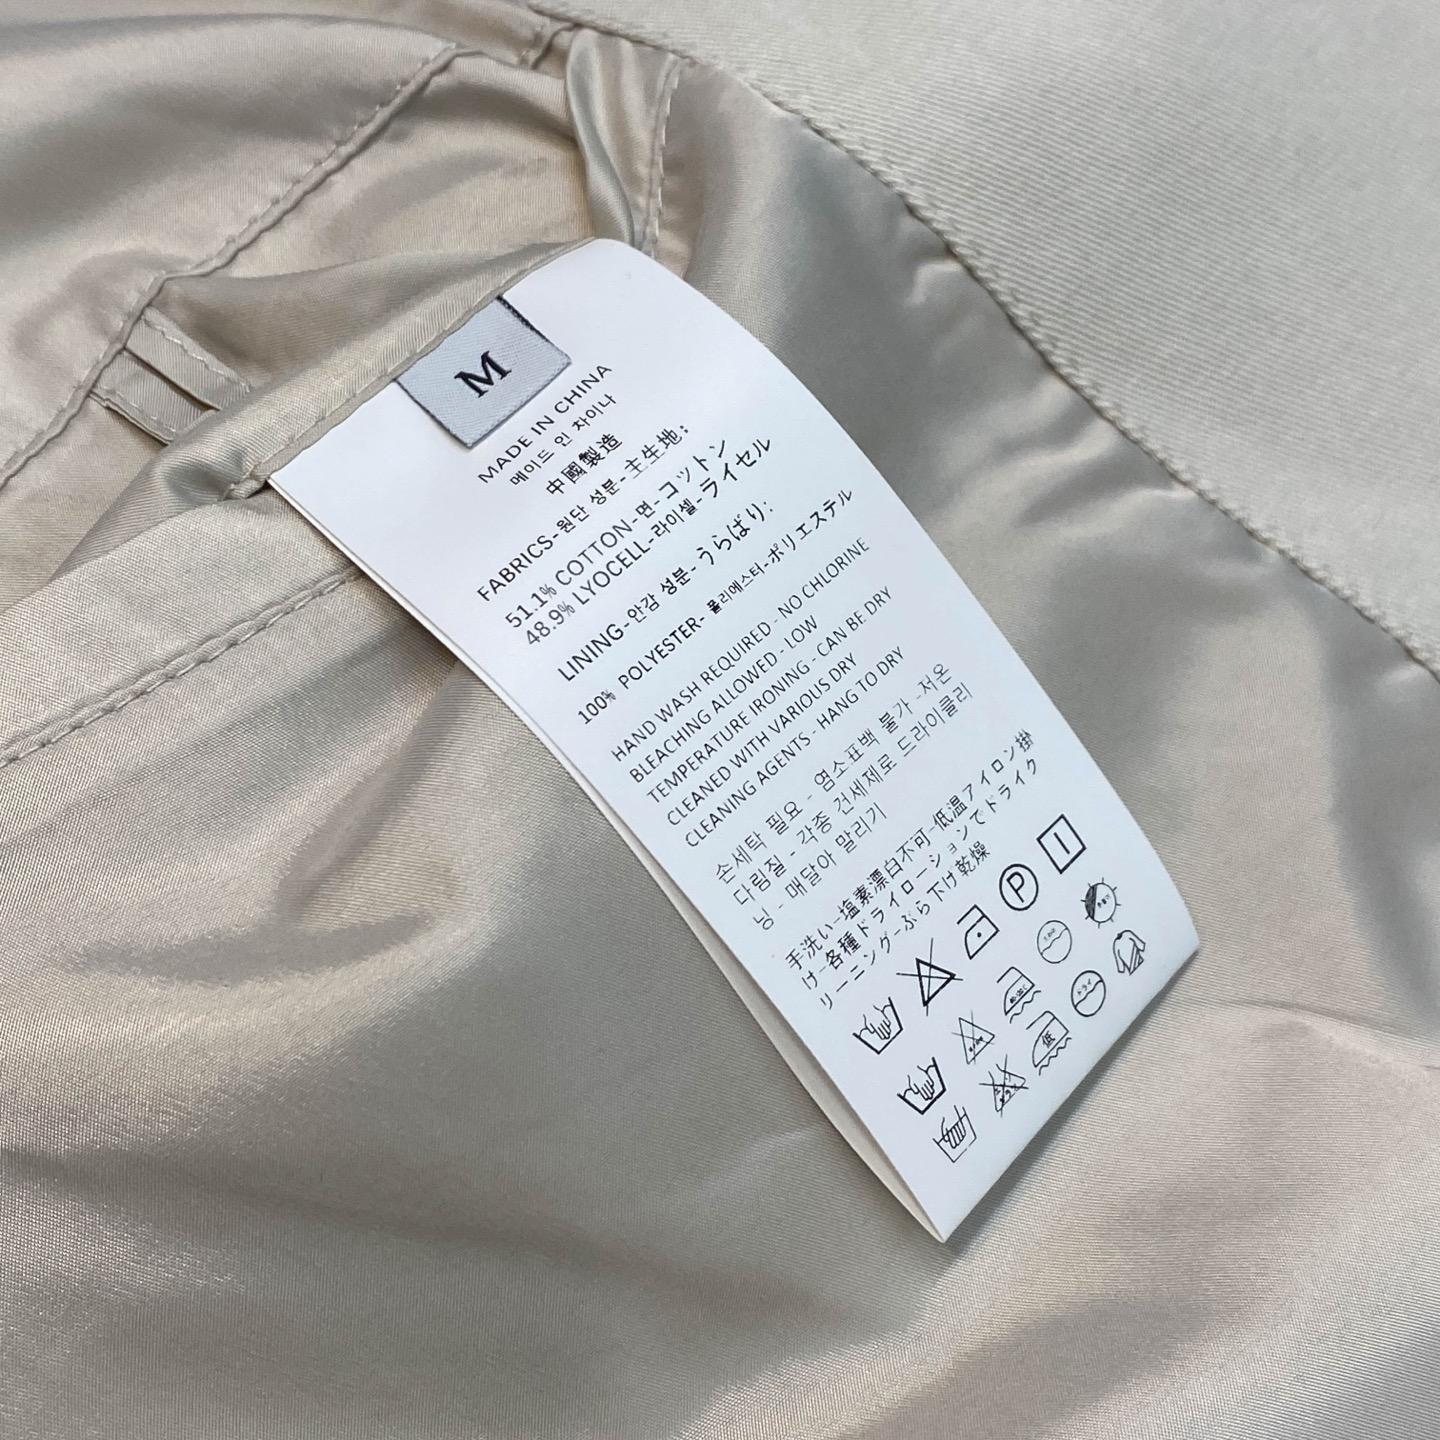 M
MADE IN CHINA
메이드 인 차이나
中國製造
FABRICS-원단 성분-主生地:
51.1% COTTON-면-コットン
48.9% LYOCELL-라이셀-ライセル
LINING-안감 성분-うらばり:
100% POLYESTER-폴리에스터-ポリエステル
HAND WASH REQUIRED - NO CHLORINE
BLEACHING ALLOWED - LOW
TEMPERATURE IRONING - CAN BE DRY
CLEANED WITH VARIOUS DRY
CLEANING AGENTS - HANG TO DRY
손세탁 필요 - 염소표백 불가 -저온
다림질 - 각종 건세제로 드라이클리
닝 - 매달아 말리기
手洗い-塩素漂白不可-低温アイロン掛
け-各種ドライローションでドライク
リーニング-ぶら下げ乾燥
P
低
ドライ